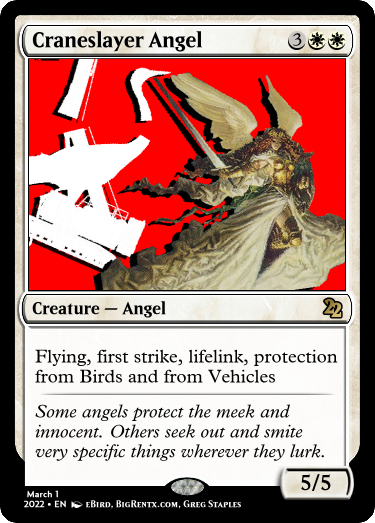 Craneslayer Angel 3
Creature — Angel
Flying, first strike, lifelink, protection
from Birds and from Vehicles
Some angels protect the meek and
innocent. Others seek out and smite
very specific things wherever they lurk.
5/5
March 1
2022 • EN eBird, BigRentx.com, Greg Staples